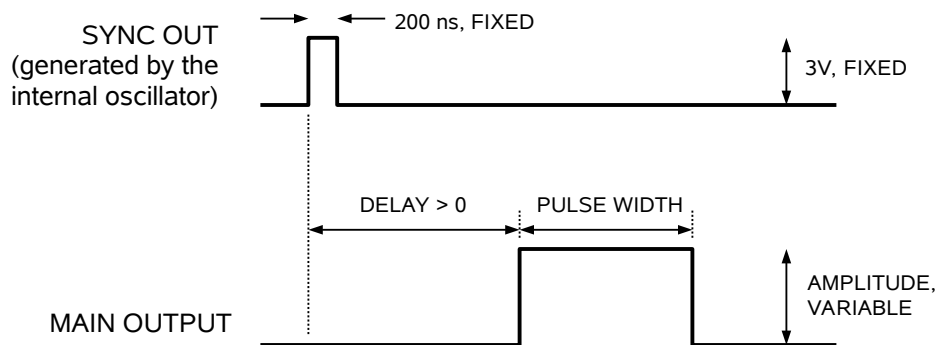 200 ns, FIXED
SYNC OUT
(generated by the
internal oscillator)
3V, FIXED
DELAY > 0
PULSE WIDTH
AMPLITUDE,
VARIABLE
MAIN OUTPUT